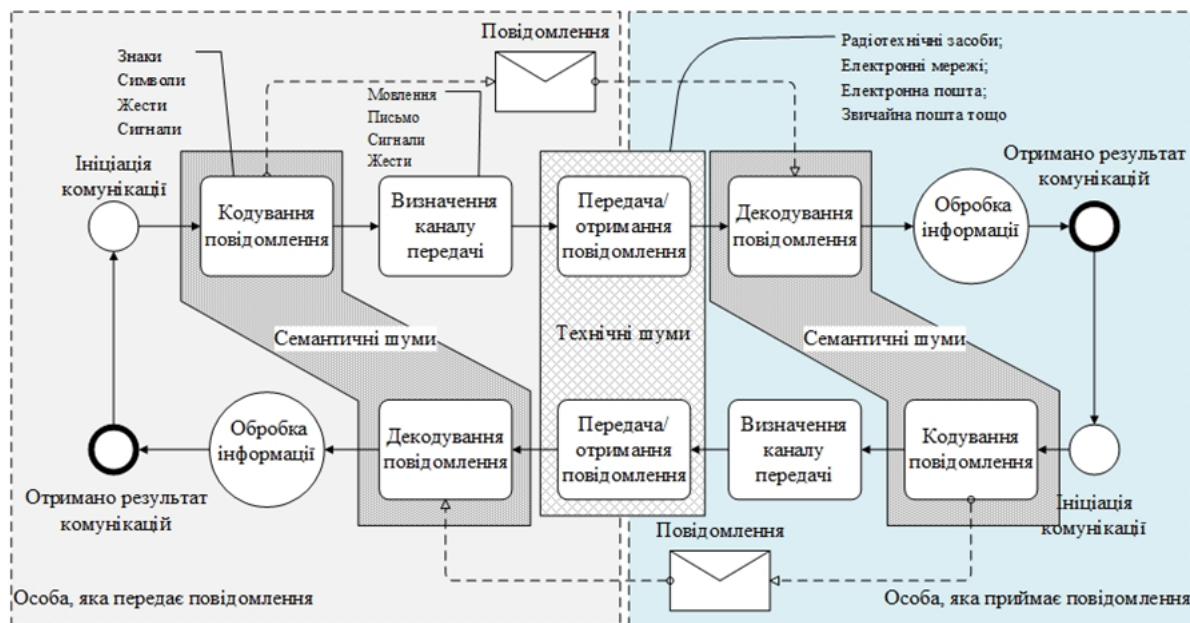 Повідомлення
Знаки
Символи
Жести
Сигнали
Мовлення
Письмо
Сигнали
Жести
Радіотехнічні засоби;
Електронні мережі;
Електронна пошта;
Звичайна пошта тощо
Ініціація
комунікації
Кодування
повідомлення
Визначення
каналу
передачі
Передача/
отримання
повідомлення
Декодування
повідомлення
Обробка
інформації
Отримано результат
комунікацій
Семантичні шуми
Технічні шуми
Семантичні шуми
Обробка
інформації
Декодування
повідомлення
Передача/
отримання
повідомлення
Визначення
каналу
передачі
Кодування
повідомлення
Отримано результат
комунікацій
Ініціація
комунікації
Повідомлення
Особа, яка передає повідомлення
Особа, яка приймає повідомлення